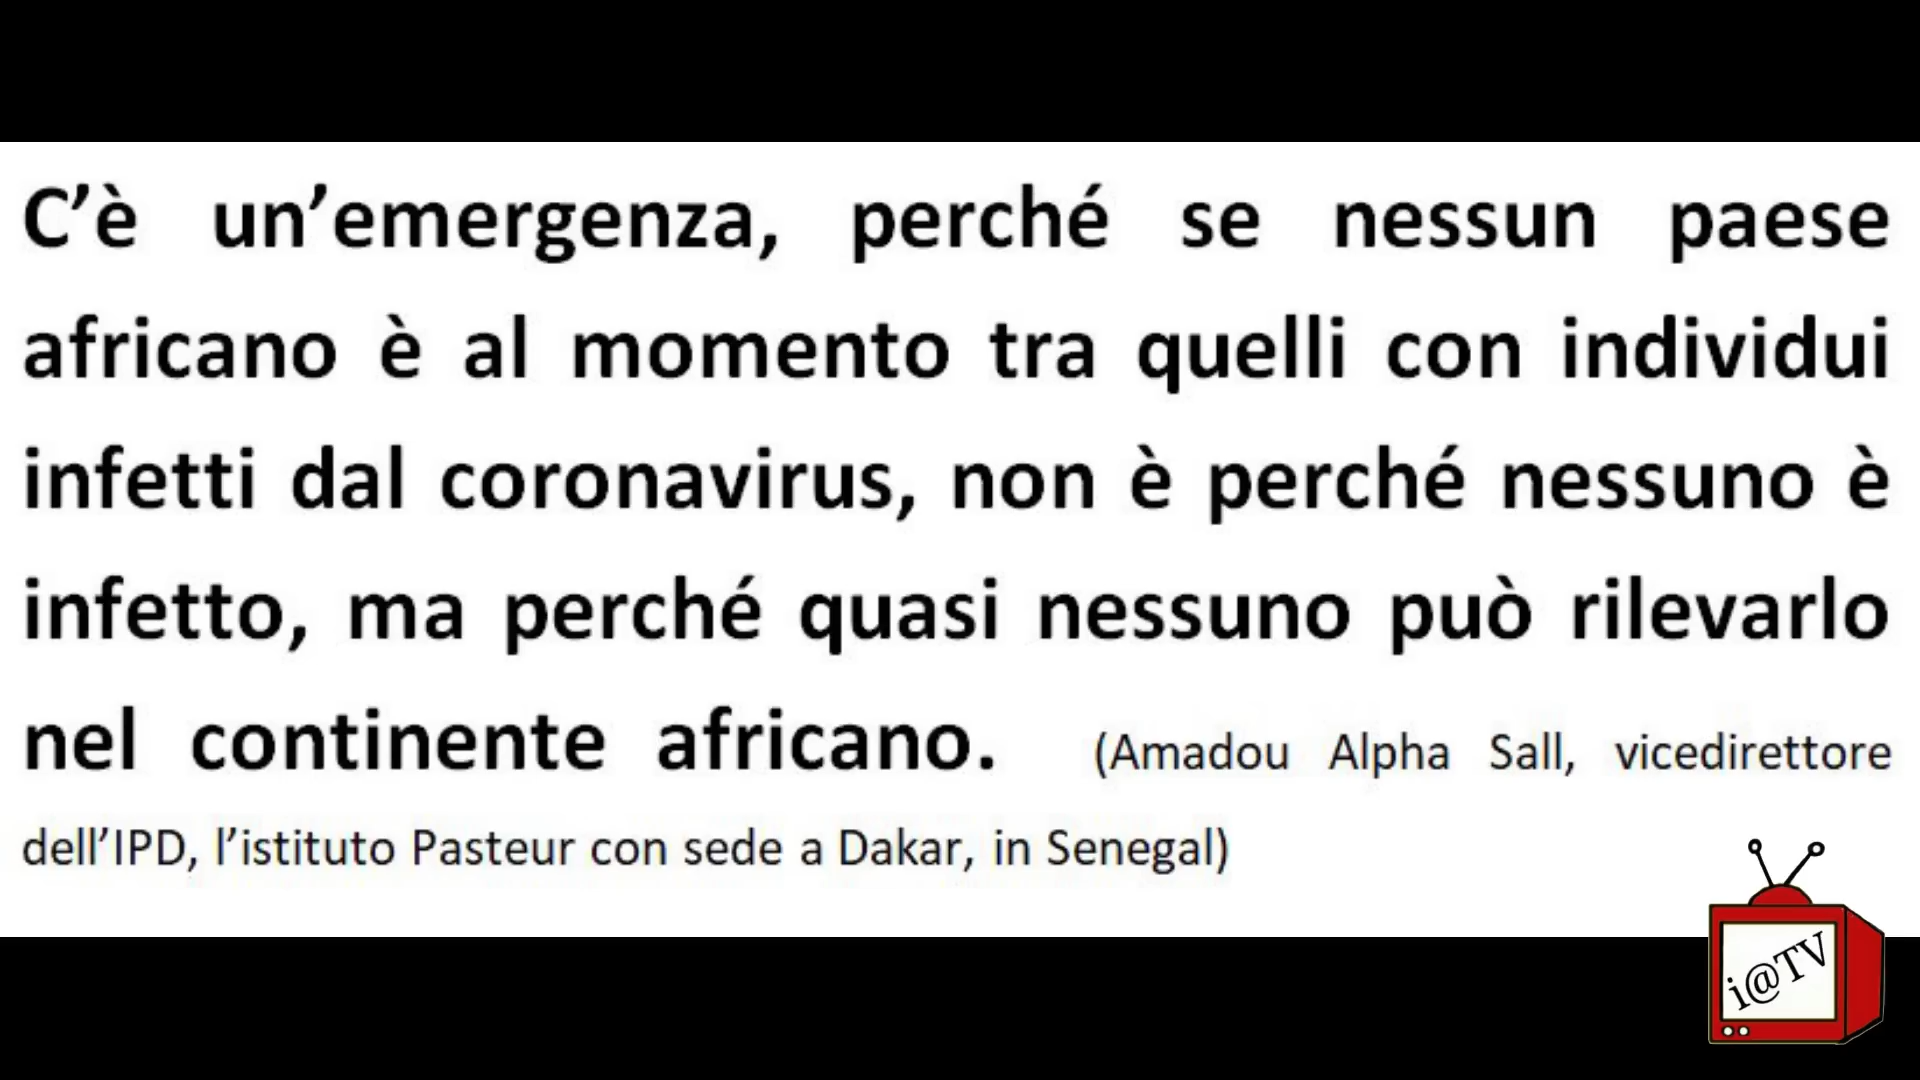 C’è un’emergenza, perché se nessun paese
africano è al momento tra quelli con individui
infetti dal coronavirus, non è perché nessuno è
infetto, ma perché quasi nessuno può rilevarlo
nel continente africano. (Amadou Alpha Sall, vicedirettore
dell’IPD, l’istituto Pasteur con sede a Dakar, in Senegal)
i@TV